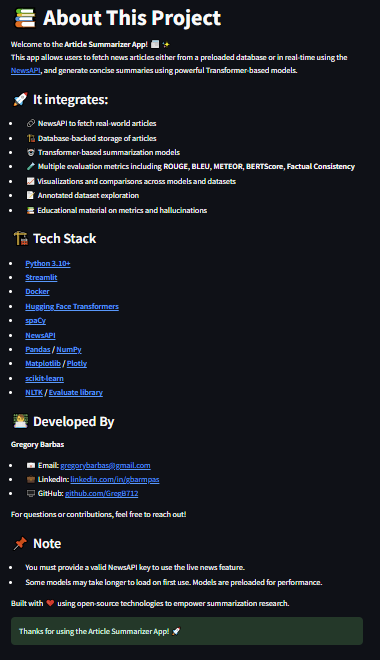 📚 About This Project
Welcome to the Article Summarizer App! 📰 ✨
This app allows users to fetch news articles either from a preloaded database or in real-time using the
NewsAPI, and generate concise summaries using powerful Transformer-based models.
🚀 It integrates:
• 🔗 NewsAPI to fetch real-world articles
• 🏗️ Database-backed storage of articles
• 🤖 Transformer-based summarization models
• 🧪 Multiple evaluation metrics including ROUGE, BLEU, METEOR, BERTScore, Factual Consistency
• 📈 Visualizations and comparisons across models and datasets
• 📝 Annotated dataset exploration
• 📚 Educational material on metrics and hallucinations
🏗️ Tech Stack
• Python 3.10+
• Streamlit
• Docker
• Hugging Face Transformers
• spaCy
• NewsAPI
• Pandas / NumPy
• Matplotlib / Plotly
• scikit-learn
• NLTK / Evaluate library
👨‍💻 Developed By
Gregory Barbas
• 📧 Email: gregorybarbas@gmail.com
• 💼 LinkedIn: linkedin.com/in/gbarmpas
• 💻 GitHub: github.com/GregB712
For questions or contributions, feel free to reach out!
📌 Note
• You must provide a valid NewsAPI key to use the live news feature.
• Some models may take longer to load on first use. Models are preloaded for performance.
Built with ❤️ using open-source technologies to empower summarization research.
Thanks for using the Article Summarizer App! 🚀